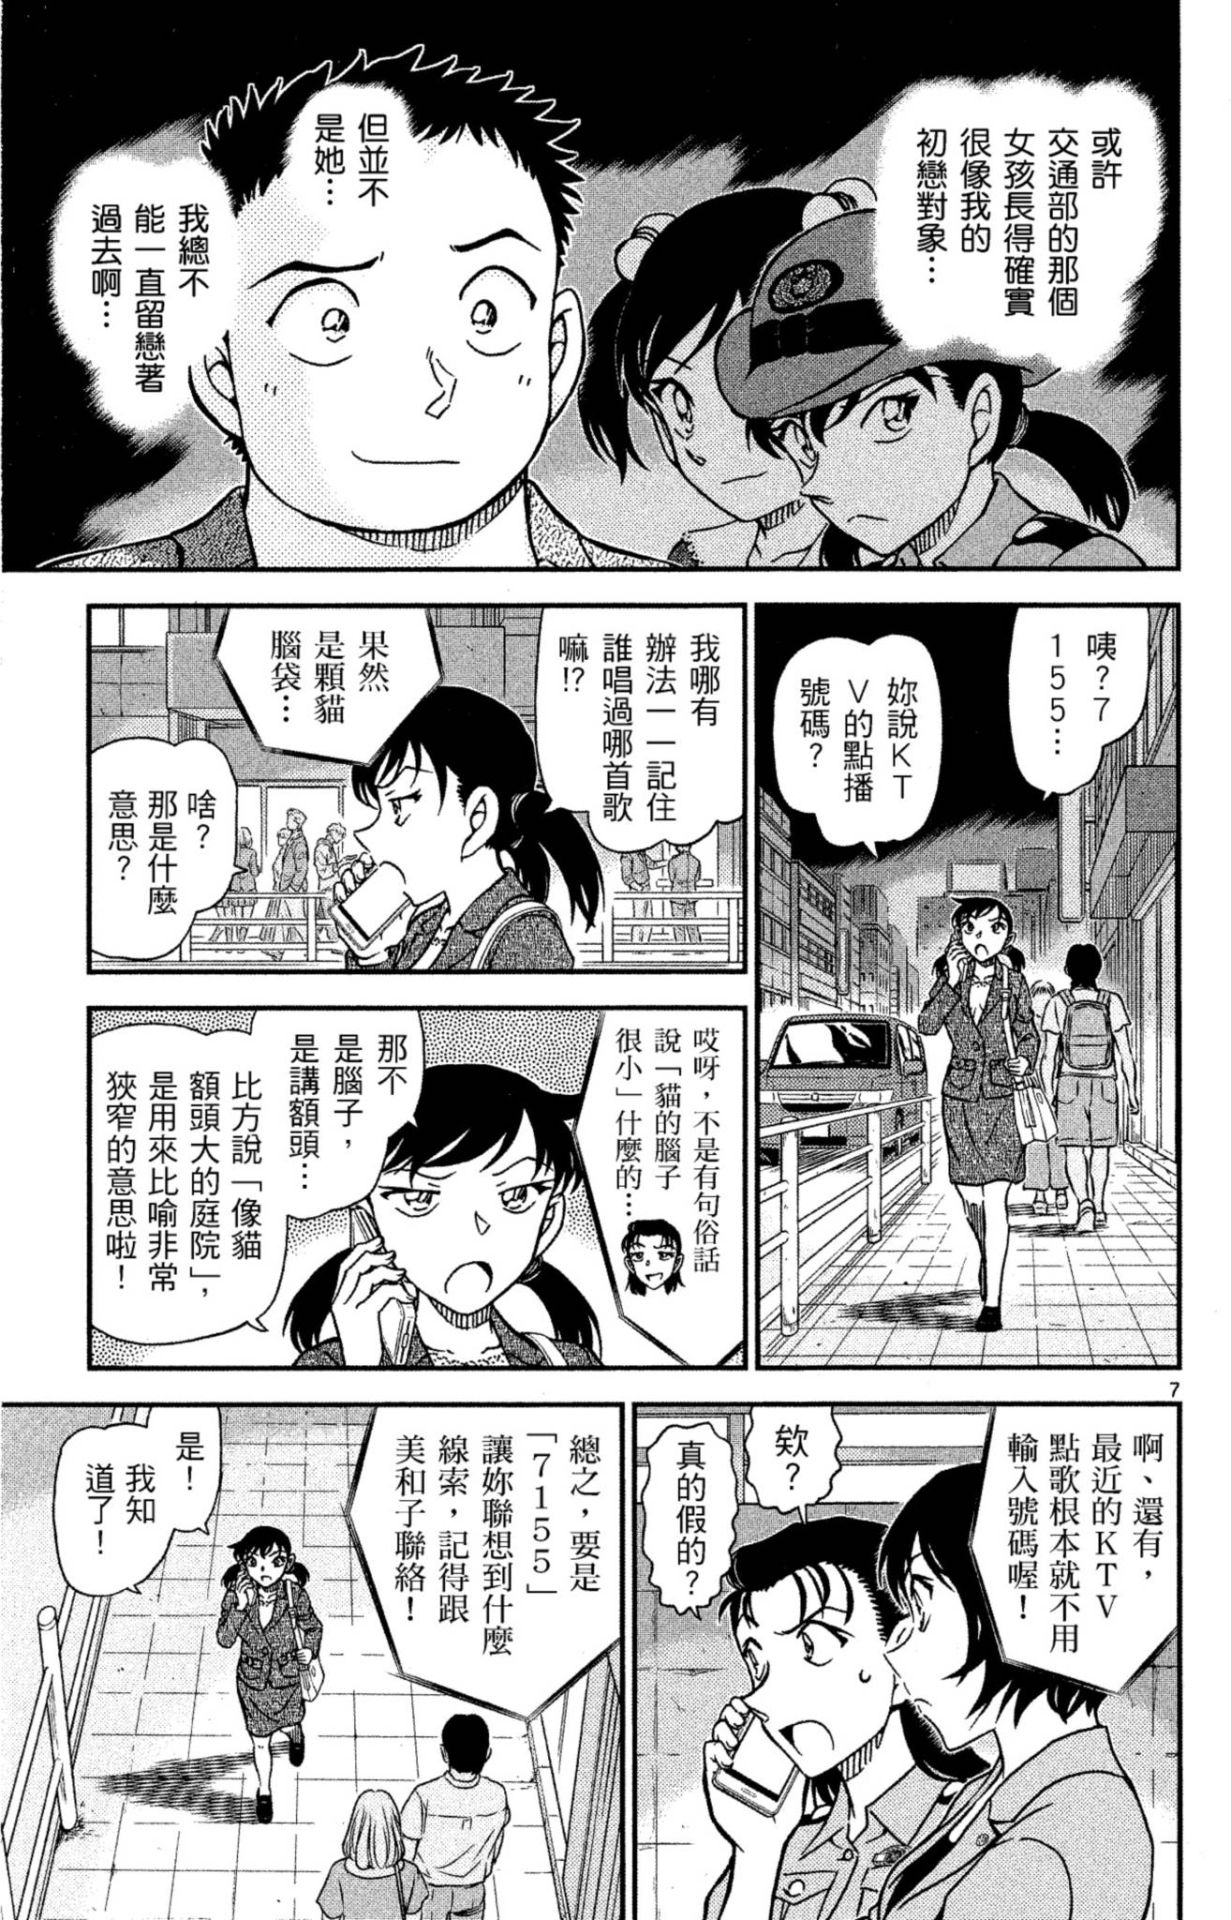 或許
交通部的那個
女孩長得確實
很像我的
初戀對象…
但並不
是她…
我總不
能一直留戀著
過去啊…
咦？7
155…
妳說KT
V的點播
號碼？
我哪有
辦法一一記住
誰唱過哪首歌
嘛!?
果然
是顆貓
腦袋…
啥？
那是什麼
意思？
哎呀，不是有句俗話
說「貓的腦子
很小」什麼的…
那不
是腦子，
是講額頭…
比方說「像貓
額頭大的庭院」，
是用來比喻非常
狹窄的意思啦！
7
啊、還有，
最近的KTV
點歌根本就不用
輸入號碼喔！
欸？
真的假的？
總之，要是
「7155」
讓妳聯想到什麼
線索，記得跟
美和子聯絡！
是！
我知
道了！